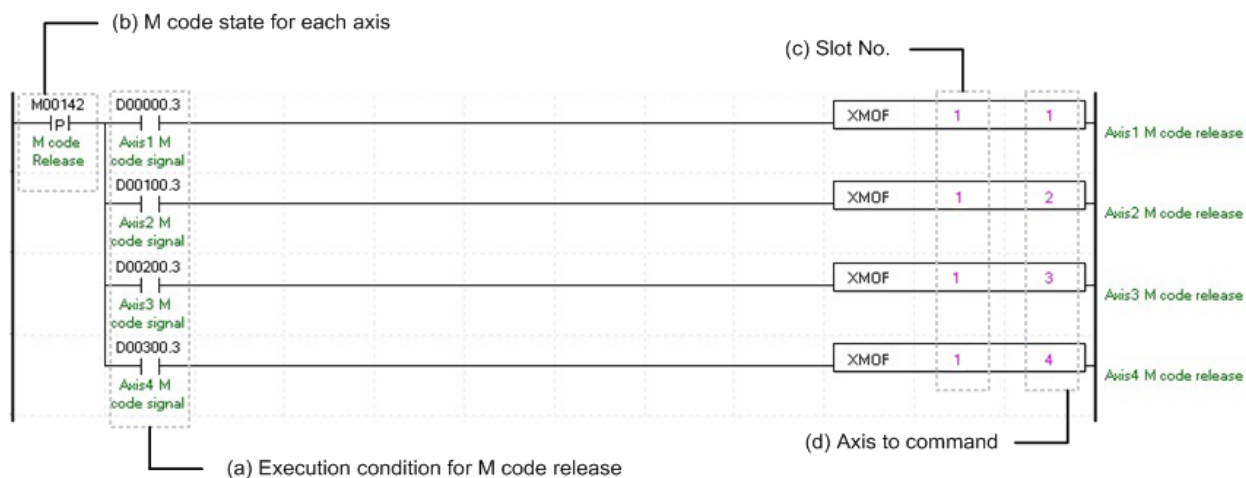 (b) M code state for each axis
(c) Slot No.
M00142
P
M code
Release
D00000.3
Axis1 M
code signal
XMOF 1 1
Axis1 M code release
D00100.3
Axis2 M
code signal
XMOF 1 2
Axis2 M code release
D00200.3
Axis3 M
code signal
XMOF 1 3
Axis3 M code release
D00300.3
Axis4 M
code signal
XMOF 1 4
Axis4 M code release
(d) Axis to command
(a) Execution condition for M code release